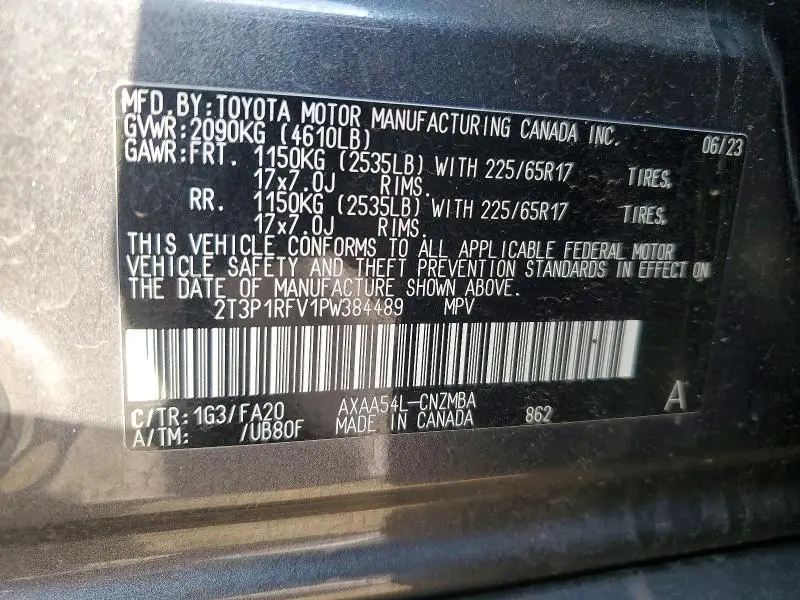 MFD. BY: TOYOTA MOTOR MANUFACTURING CANADA INC.
GVWR: 2090KG (4610LB) 06/23
GAWR: FRT. 1150KG (2535LB) WITH 225/65R17 TIRES,
17x7.0J RIMS.
RR. 1150KG (2535LB) WITH 225/65R17 TIRES,
17x7.0J RIMS.
THIS VEHICLE CONFORMS TO ALL APPLICABLE FEDERAL MOTOR
VEHICLE SAFETY AND THEFT PREVENTION STANDARDS IN EFFECT ON
THE DATE OF MANUFACTURE SHOWN ABOVE.
2T3P1RFV1PW384489 MPV
C/TR: 1G3/FA20 AXAA54L-CNZMBA A
A/TM: /UB80F MADE IN CANADA 862